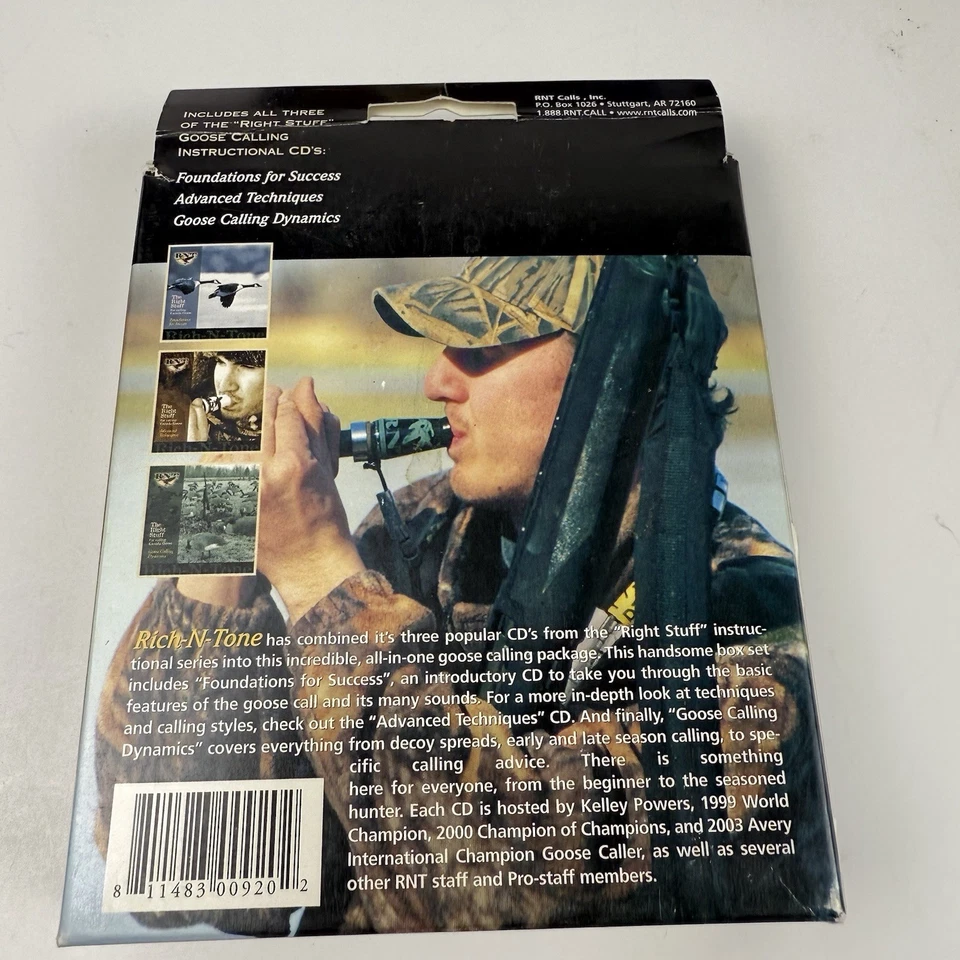 INCLUDES ALL THREE
OF THE "RIGHT STUFF"
GOOSE CALLING
INSTRUCTIONAL CD'S:
Foundations for Success
Advanced Techniques
Goose Calling Dynamics
RNT Calls , Inc.
P.O. Box 1026 • Stuttgart, AR 72160
1.888.RNT.CALL • www.rntcalls.com
RNT
The
Right
Stuff
Rich-N-Tone
RNT
The
Right
Stuff
Rich-N-Tone
RNT
The
Right
Stuff
Goose Calling
Dynamics
Rich-N-Tone has combined it's three popular CD's from the "Right Stuff" instruc-
tional series into this incredible, all-in-one goose calling package. This handsome box set
includes "Foundations for Success", an introductory CD to take you through the basic
features of the goose call and its many sounds. For a more in-depth look at techniques
and calling styles, check out the "Advanced Techniques" CD. And finally, "Goose Calling
Dynamics" covers everything from decoy spreads, early and late season calling, to spe-
cific calling advice. There is something
here for everyone, from the beginner to the seasoned
hunter. Each CD is hosted by Kelley Powers, 1999 World
Champion, 2000 Champion of Champions, and 2003 Avery
International Champion Goose Caller, as well as several
other RNT staff and Pro-staff members.
8 11483 00920 2